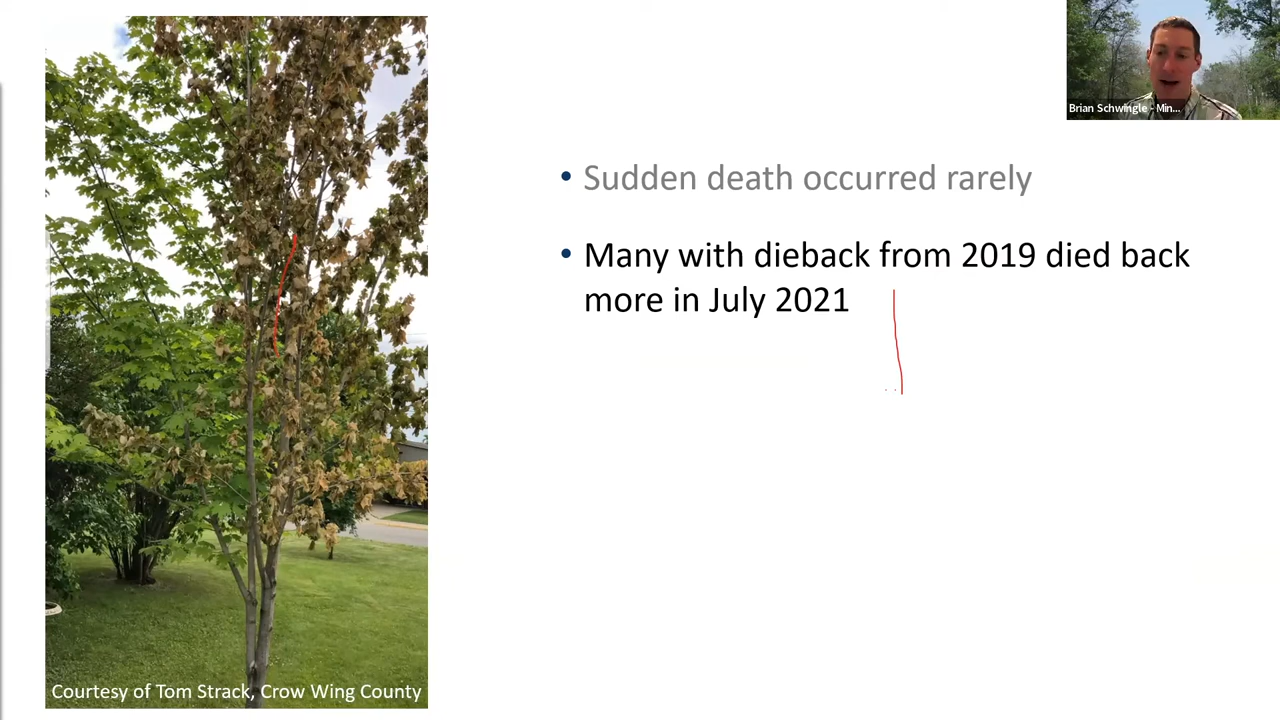 Brian Schwingle - Min...
• Sudden death occurred rarely
• Many with dieback from 2019 died back
more in July 2021
Courtesy of Tom Strack, Crow Wing County